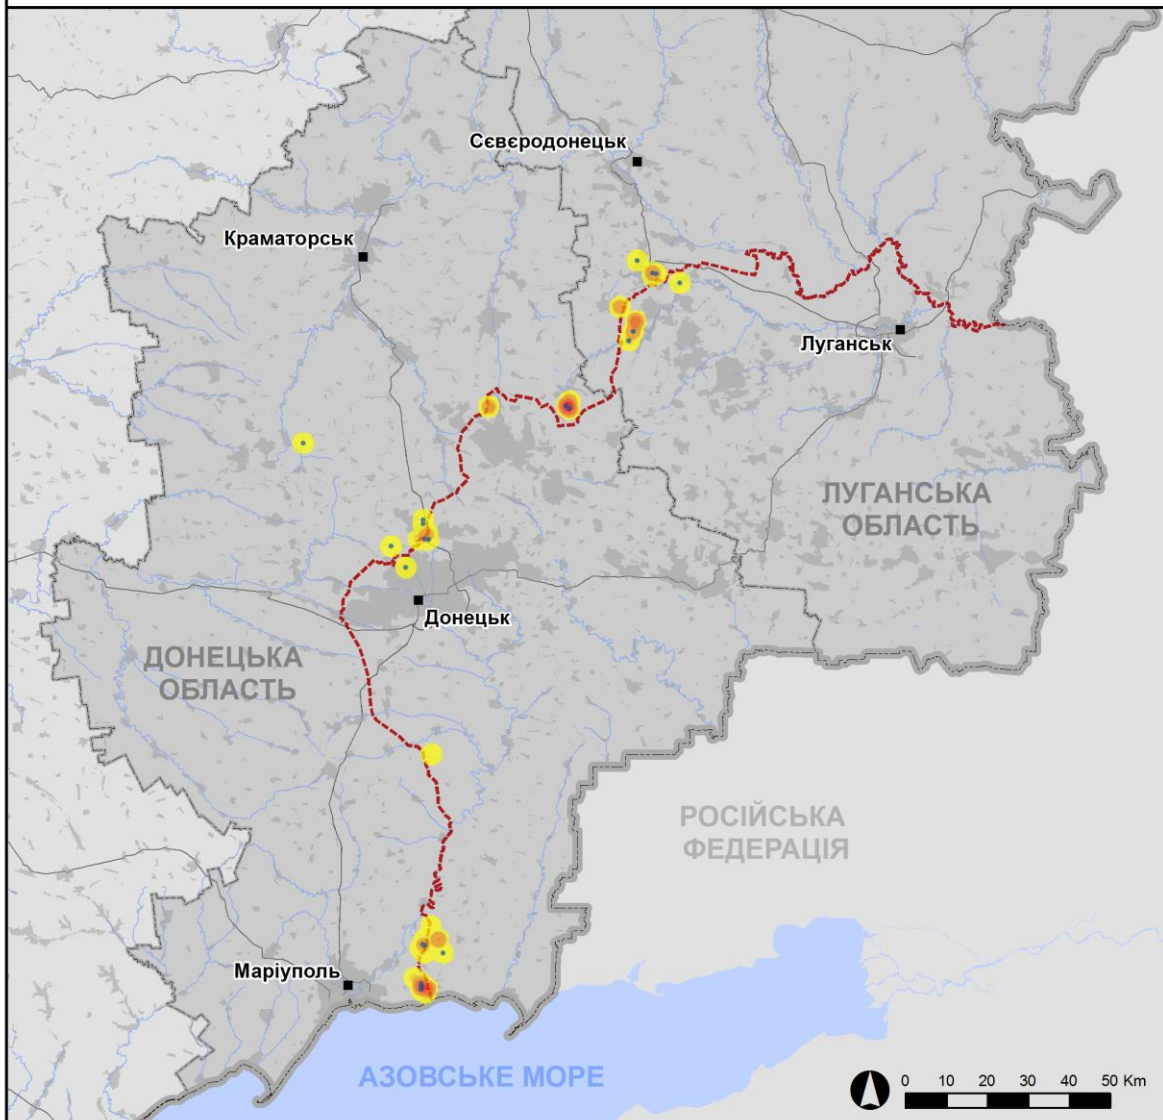 Сєвєродонецьк
Краматорськ
Луганськ
ЛУГАНСЬКА
ОБЛАСТЬ
Донецьк
ДОНЕЦЬКА
ОБЛАСТЬ
РОСІЙСЬКА
ФЕДЕРАЦІЯ
Маріуполь
АЗОВСЬКЕ МОРЕ
0 10 20 30 40 50 Km